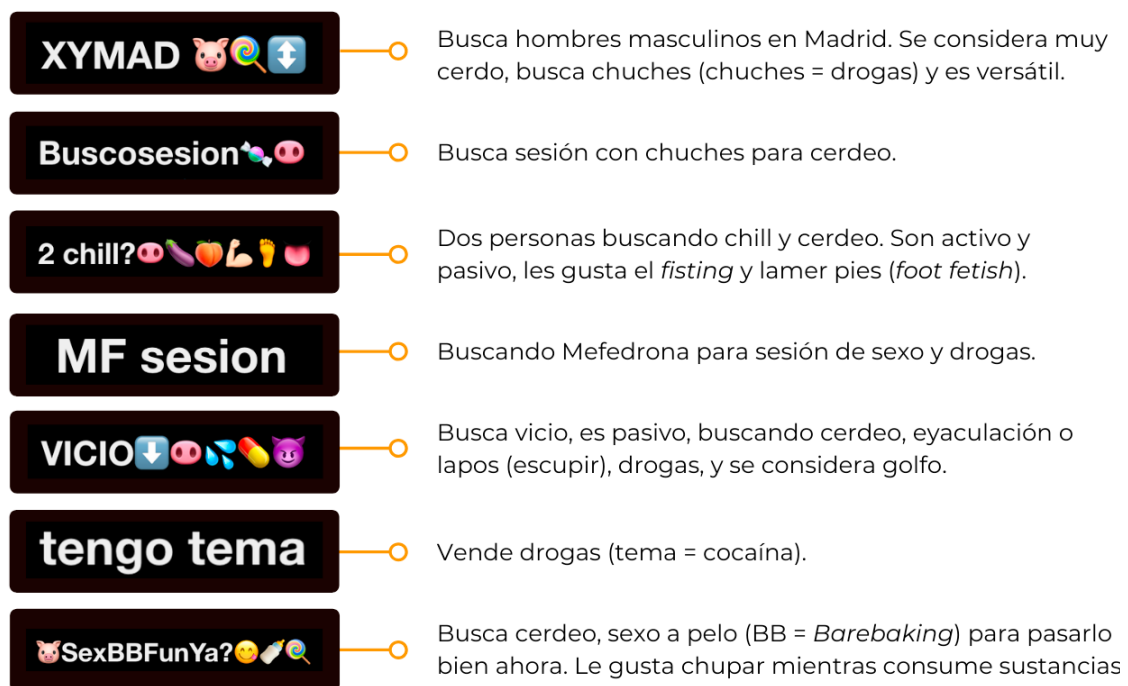 XYMAD 🐷🍭↕️
Busca hombres masculinos en Madrid. Se considera muy
cerdo, busca chuches (chuches = drogas) y es versátil.
Buscosesion🍬🐽
Busca sesión con chuches para cerdeo.
2 chill?🐽🍆🍑💪🏻🦶👅
Dos personas buscando chill y cerdeo. Son activo y
pasivo, les gusta el fisting y lamer pies (foot fetish).
MF sesion
Buscando Mefedrona para sesión de sexo y drogas.
VICIO⬇️🐽💦💊😈
Busca vicio, es pasivo, buscando cerdeo, eyaculación o
lapos (escupir), drogas, y se considera golfo.
tengo tema
Vende drogas (tema = cocaína).
🐷SexBBFunYa?😋🍼🍭
Busca cerdeo, sexo a pelo (BB = Barebaking) para pasarlo
bien ahora. Le gusta chupar mientras consume sustancias